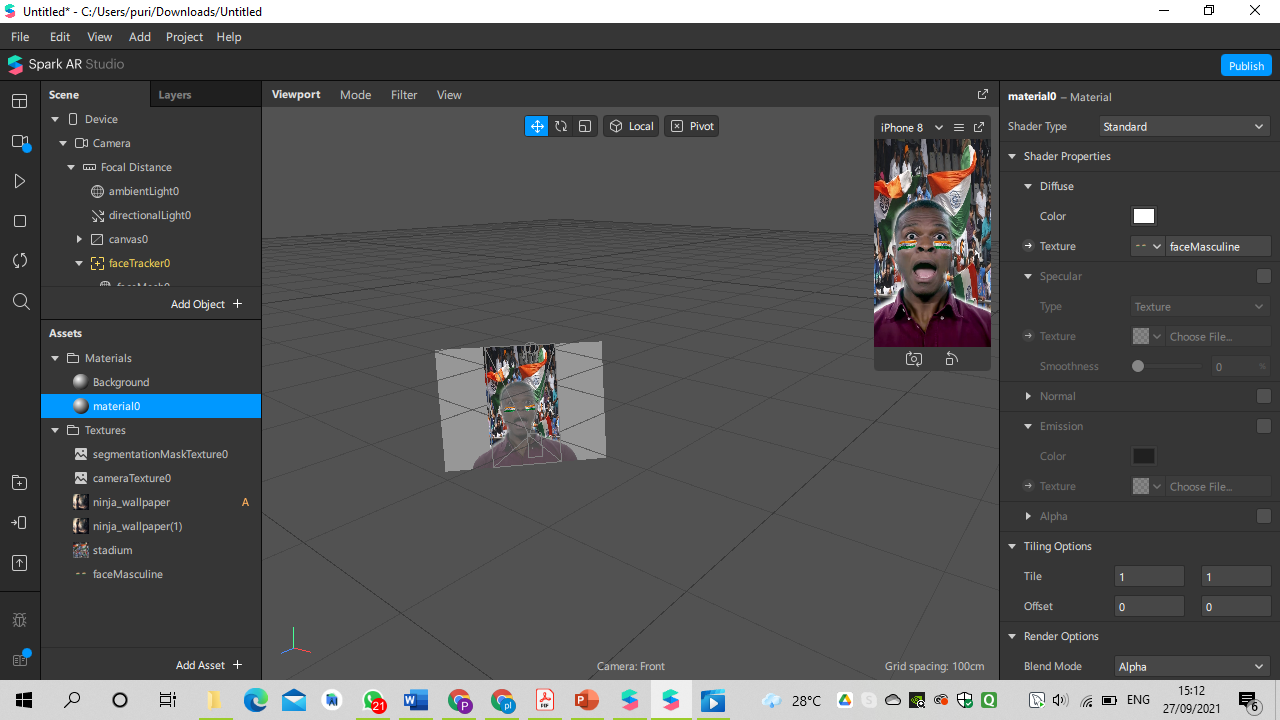 Untitled* - C:/Users/puri/Downloads/Untitled
File Edit View Add Project Help
Spark AR Studio
Publish
Scene Layers
Device
Camera
Focal Distance
ambientLight0
directionalLight0
canvas0
faceTracker0
faceMesh0
Add Object +
Assets
Materials
Background
material0
Textures
segmentationMaskTexture0
cameraTexture0
ninja_wallpaper A
ninja_wallpaper(1)
stadium
faceMasculine
Add Asset +
Viewport Mode Filter View
Local Pivot
iPhone 8
Camera: Front
Grid spacing: 100cm
material0 – Material
Shader Type Standard
Shader Properties
Diffuse
Color
Texture faceMasculine
Specular
Type Texture
Texture Choose File...
Smoothness 0 %
Normal
Emission
Color
Texture Choose File...
Alpha
Tiling Options
Tile 1 1
Offset 0 0
Render Options
Blend Mode Alpha
21
28°C
ENG
15:12
27/09/2021
6